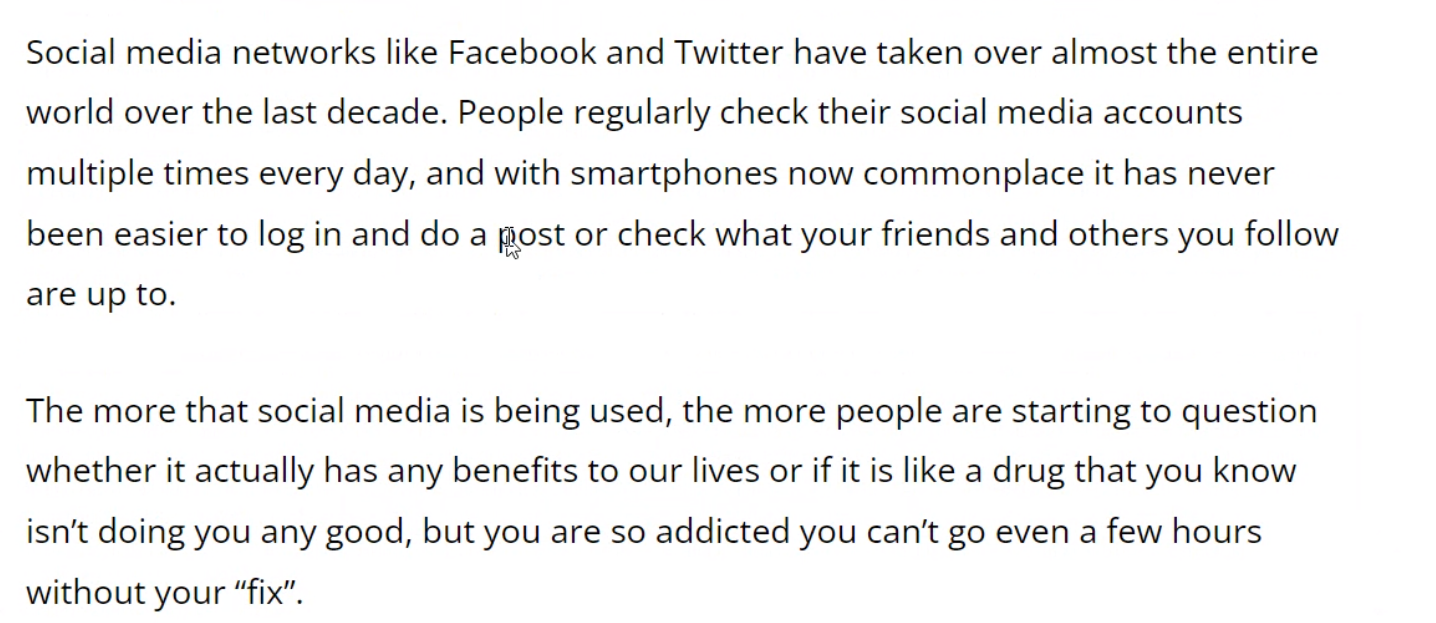 Social media networks like Facebook and Twitter have taken over almost the entire
world over the last decade. People regularly check their social media accounts
multiple times every day, and with smartphones now commonplace it has never
been easier to log in and do a post or check what your friends and others you follow
are up to.
The more that social media is being used, the more people are starting to question
whether it actually has any benefits to our lives or if it is like a drug that you know
isn’t doing you any good, but you are so addicted you can’t go even a few hours
without your “fix”.